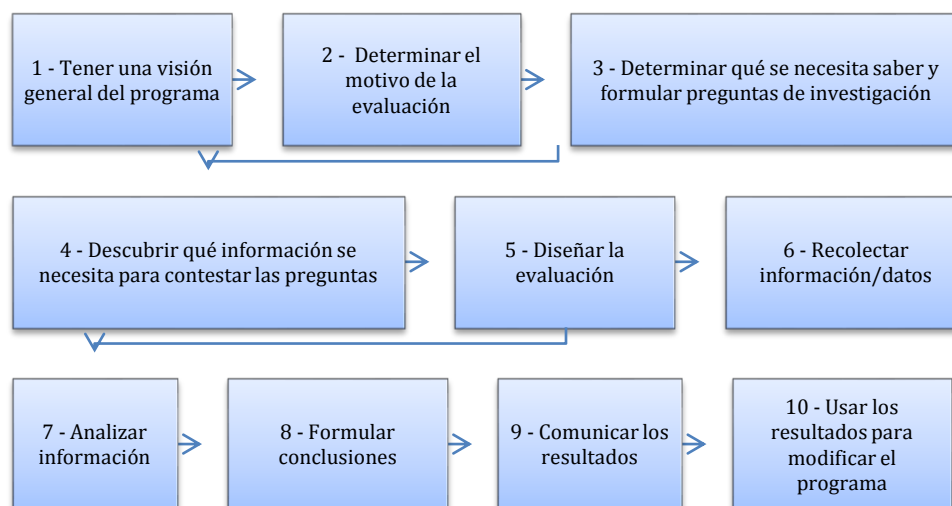 1 - Tener una visión
general del programa
2 - Determinar el
motivo de la
evaluación
3 - Determinar qué se necesita saber y
formular preguntas de investigación
4 - Descubrir qué información se
necesita para contestar las preguntas
5 - Diseñar la
evaluación
6 - Recolectar
información/datos
7 - Analizar
información
8 - Formular
conclusiones
9 - Comunicar los
resultados
10 - Usar los
resultados para
modificar el
programa